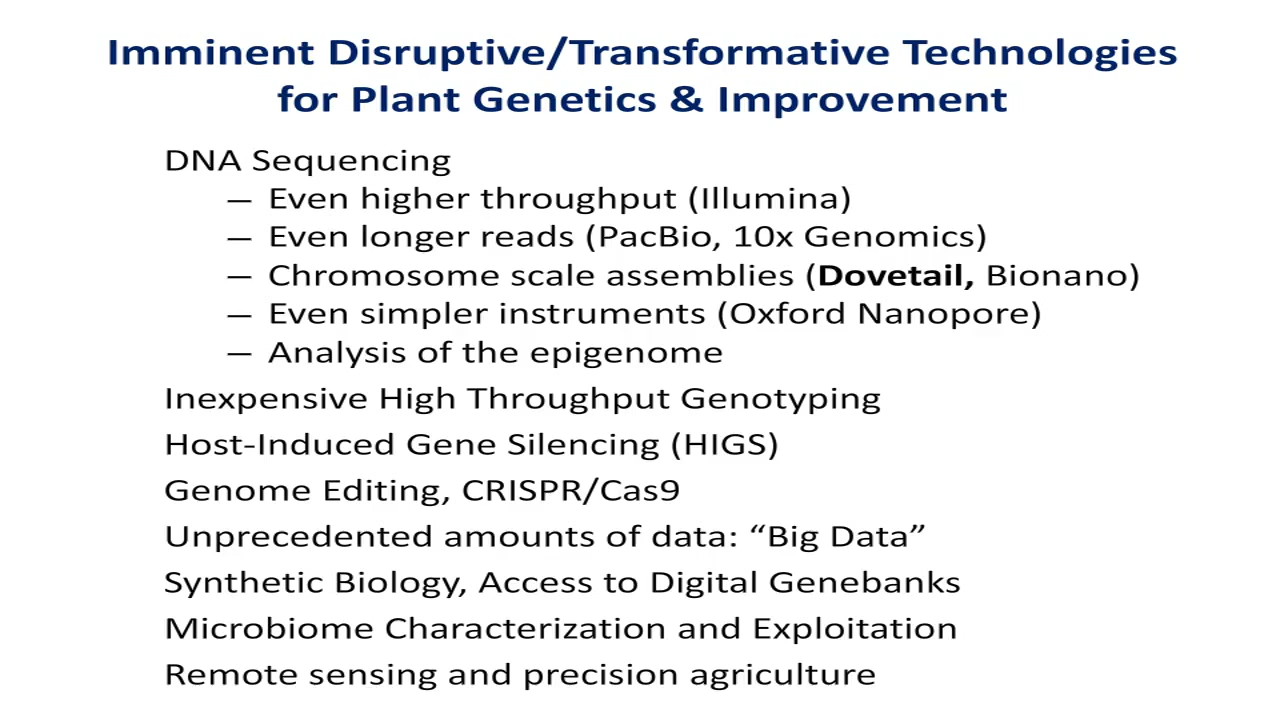 Imminent Disruptive/Transformative Technologies
for Plant Genetics & Improvement
DNA Sequencing
— Even higher throughput (Illumina)
— Even longer reads (PacBio, 10x Genomics)
— Chromosome scale assemblies (Dovetail, Bionano)
— Even simpler instruments (Oxford Nanopore)
— Analysis of the epigenome
Inexpensive High Throughput Genotyping
Host-Induced Gene Silencing (HIGS)
Genome Editing, CRISPR/Cas9
Unprecedented amounts of data: “Big Data”
Synthetic Biology, Access to Digital Genebanks
Microbiome Characterization and Exploitation
Remote sensing and precision agriculture